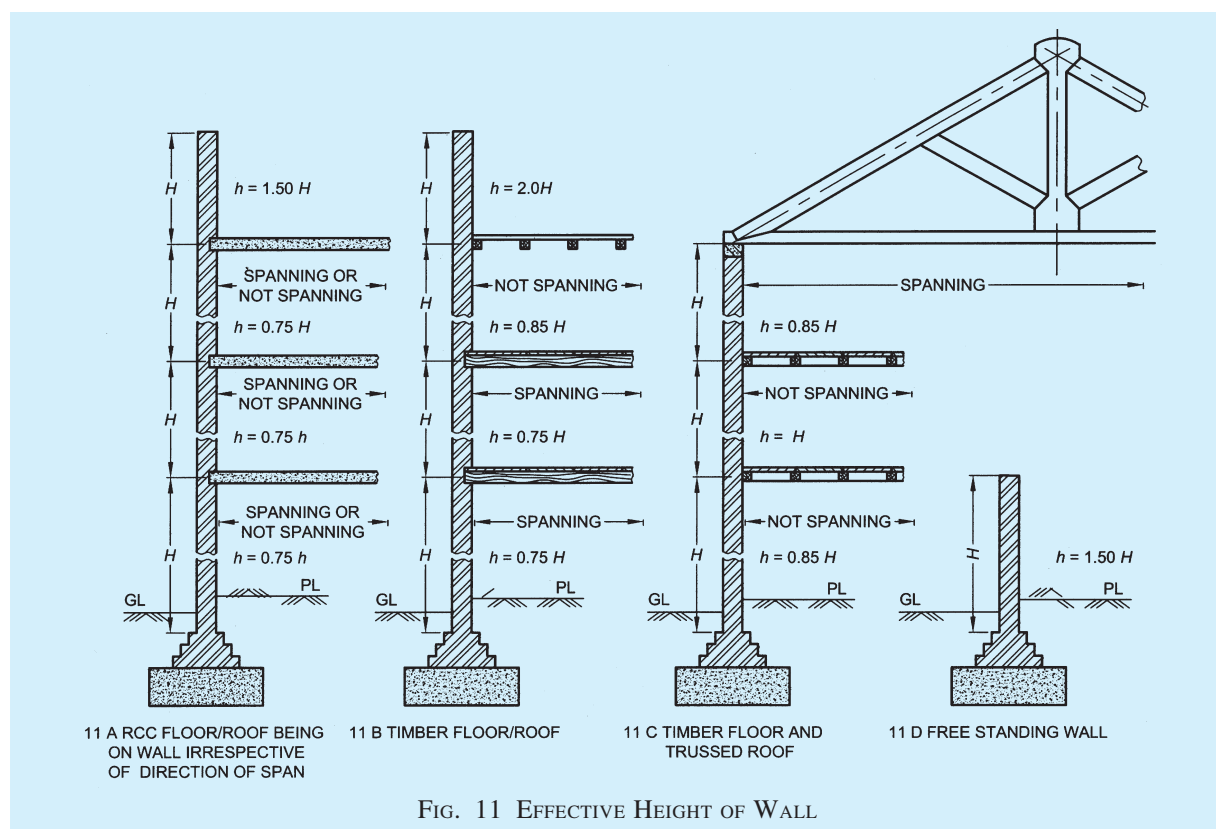 H
h = 1.50 H
SPANNING OR
NOT SPANNING
H
h = 0.75 H
SPANNING OR
NOT SPANNING
H
h = 0.75 h
SPANNING OR
NOT SPANNING
H
h = 0.75 h
GL
PL
11 A RCC FLOOR/ROOF BEING
ON WALL IRRESPECTIVE
OF DIRECTION OF SPAN
H
h = 2.0H
NOT SPANNING
H
h = 0.85 H
SPANNING
H
h = 0.75 H
SPANNING
H
h = 0.75 H
GL
PL
11 B TIMBER FLOOR/ROOF
SPANNING
H
h = 0.85 H
NOT SPANNING
H
h = H
NOT SPANNING
H
h = 0.85 H
GL
PL
11 C TIMBER FLOOR AND
TRUSSED ROOF
H
h = 1.50 H
GL
PL
11 D FREE STANDING WALL
FIG. 11 EFFECTIVE HEIGHT OF WALL